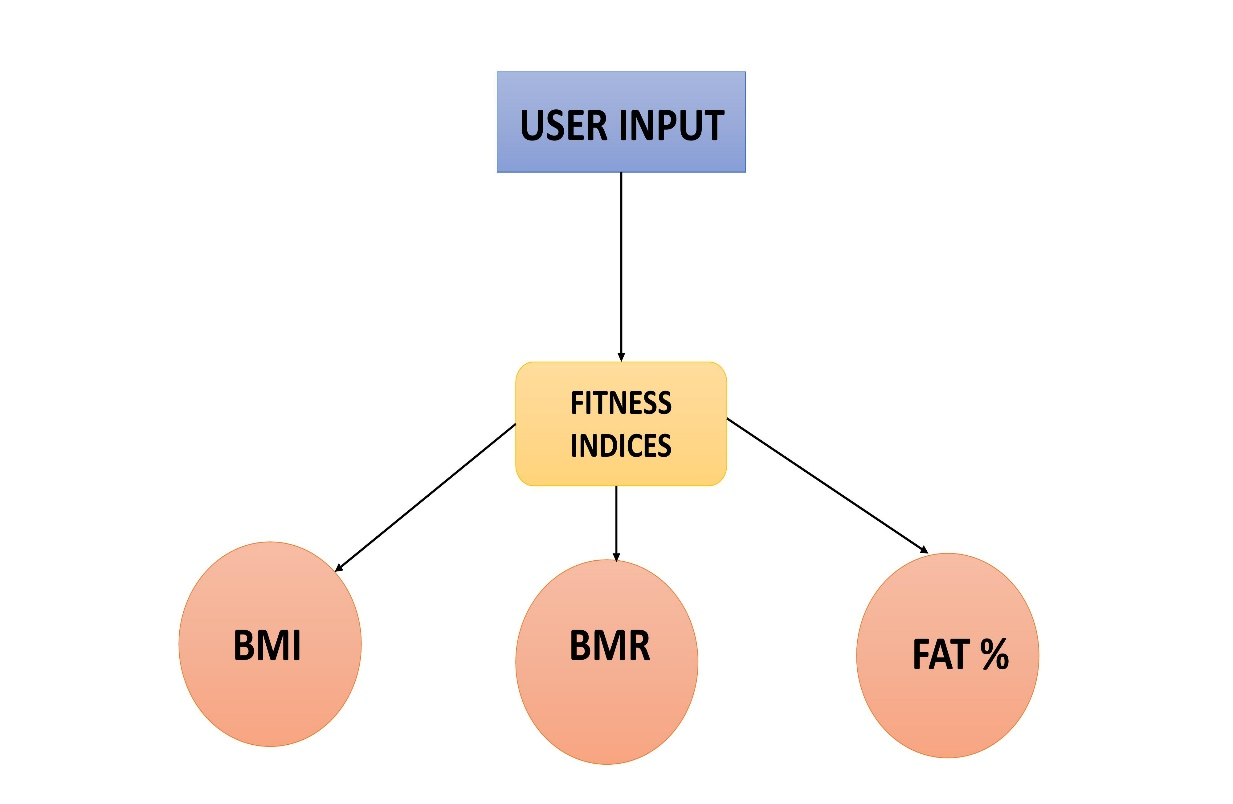 USER INPUT
FITNESS
INDICES
BMI
BMR
FAT %